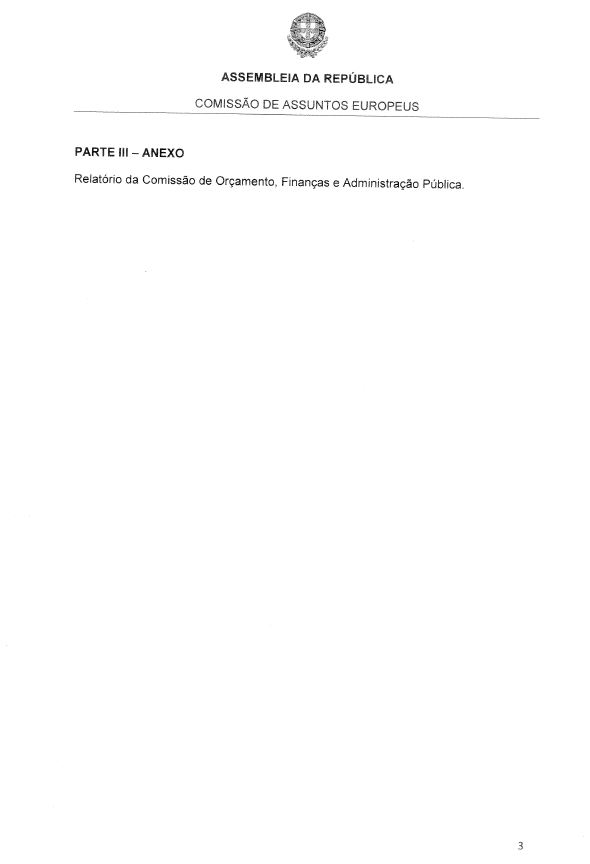 ASSEMBLEIA DA REPÚBLICA
COMISSÃO DE ASSUNTOS EUROPEUS
PARTE III – ANEXO
Relatório da Comissão de Orçamento, Finanças e Administração Pública.
3